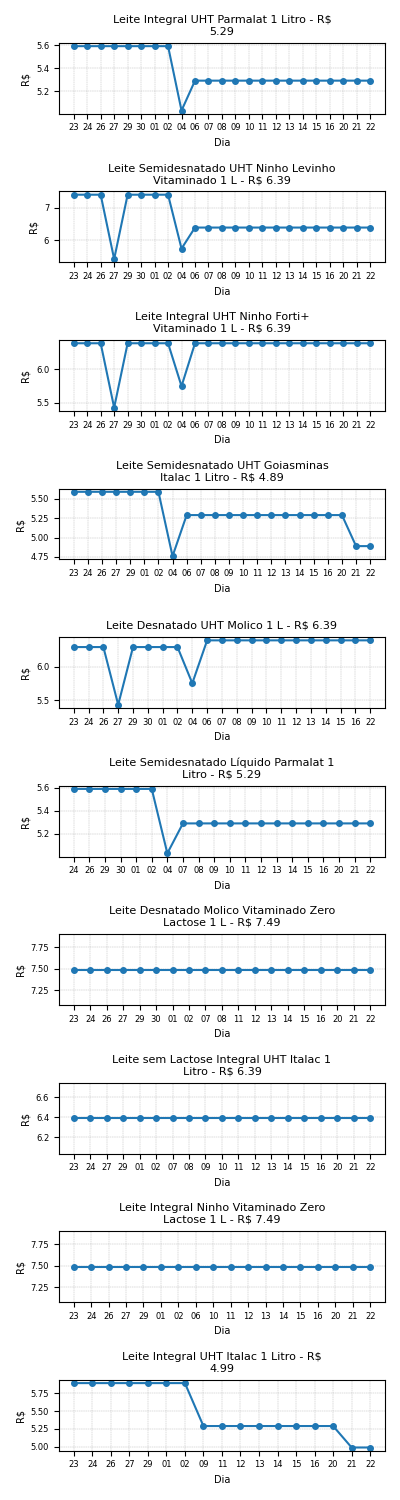 Leite Integral UHT Parmalat 1 Litro - R$
5.29
5.6
5.4
5.2
R$
23 24 26 27 29 30 01 02 04 06 07 08 09 10 11 12 13 14 15 16 20 21 22
Dia
Leite Semidesnatado UHT Ninho Levinho
Vitaminado 1 L - R$ 6.39
7
6
R$
23 24 26 27 29 30 01 02 04 06 07 08 09 10 11 12 13 14 15 16 20 21 22
Dia
Leite Integral UHT Ninho Forti+
Vitaminado 1 L - R$ 6.39
6.0
5.5
R$
23 24 26 27 29 30 01 02 04 06 07 08 09 10 11 12 13 14 15 16 20 21 22
Dia
Leite Semidesnatado UHT Goiasminas
Italac 1 Litro - R$ 4.89
5.50
5.25
5.00
4.75
R$
23 24 26 27 29 01 02 04 06 07 08 09 10 11 12 13 14 15 16 20 21 22
Dia
Leite Desnatado UHT Molico 1 L - R$ 6.39
6.0
5.5
R$
23 24 26 27 29 30 01 02 04 06 07 08 09 10 11 12 13 14 15 16 22
Dia
Leite Semidesnatado Líquido Parmalat 1
Litro - R$ 5.29
5.6
5.4
5.2
R$
24 26 29 30 01 02 04 07 08 09 10 11 12 13 14 15 16 20 21 22
Dia
Leite Desnatado Molico Vitaminado Zero
Lactose 1 L - R$ 7.49
7.75
7.50
7.25
R$
23 24 26 27 29 30 01 02 07 08 11 12 13 14 15 16 20 21 22
Dia
Leite sem Lactose Integral UHT Italac 1
Litro - R$ 6.39
6.6
6.4
6.2
R$
23 24 27 29 01 02 07 08 09 10 11 12 13 14 15 16 20 21 22
Dia
Leite Integral Ninho Vitaminado Zero
Lactose 1 L - R$ 7.49
7.75
7.50
7.25
R$
23 24 26 27 29 01 02 06 10 11 12 13 14 15 16 20 21 22
Dia
Leite Integral UHT Italac 1 Litro - R$
4.99
5.75
5.50
5.25
5.00
R$
23 24 26 27 29 01 02 09 11 12 13 14 15 16 20 21 22
Dia